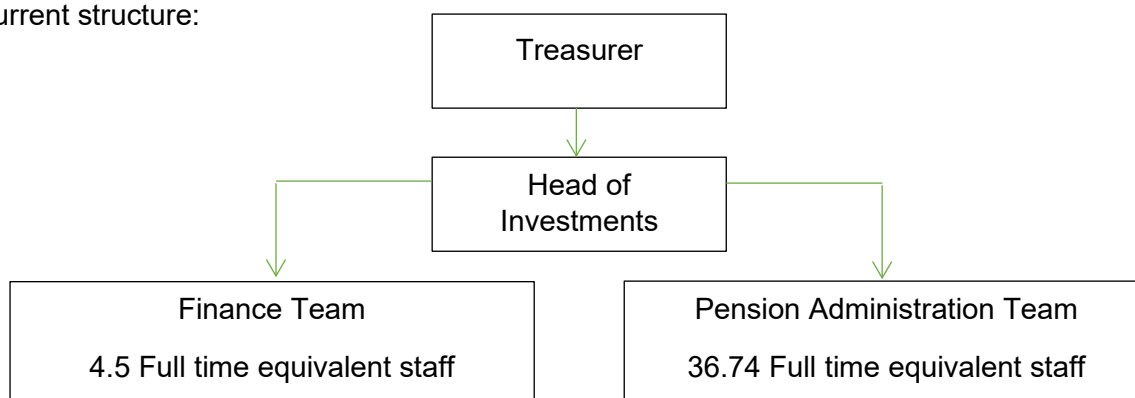 urrent structure:
Treasurer
Head of
Investments
Finance Team
4.5 Full time equivalent staff
Pension Administration Team
36.74 Full time equivalent staff